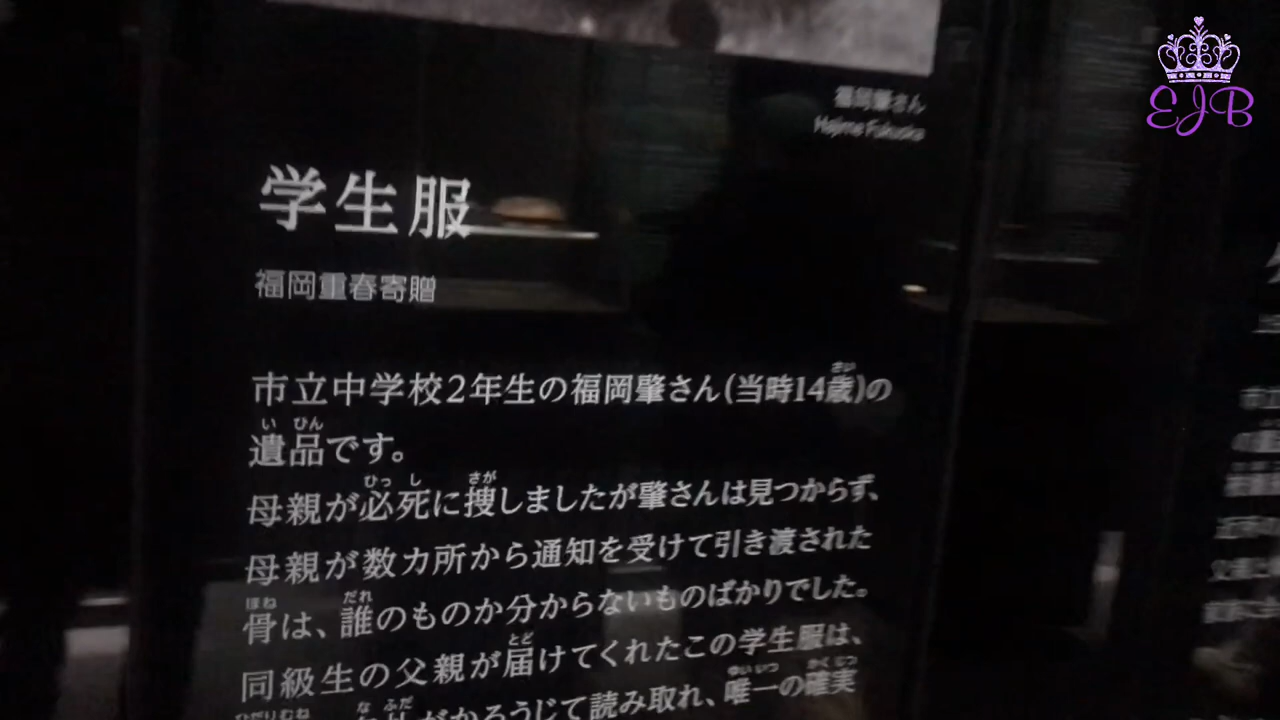 福岡肇さん
Hajime Fukuoka
EJB
学生服
福岡重春寄贈
市立中学校2年生の福岡肇さん(当時14歳)の
遺品です。
母親が必死に捜しましたが肇さんは見つからず、
母親が数カ所から通知を受けて引き渡された
骨は、誰のものか分からないものばかりでした。
同級生の父親が届けてくれたこの学生服は、
がかろうじて読み取れ、唯一の確実